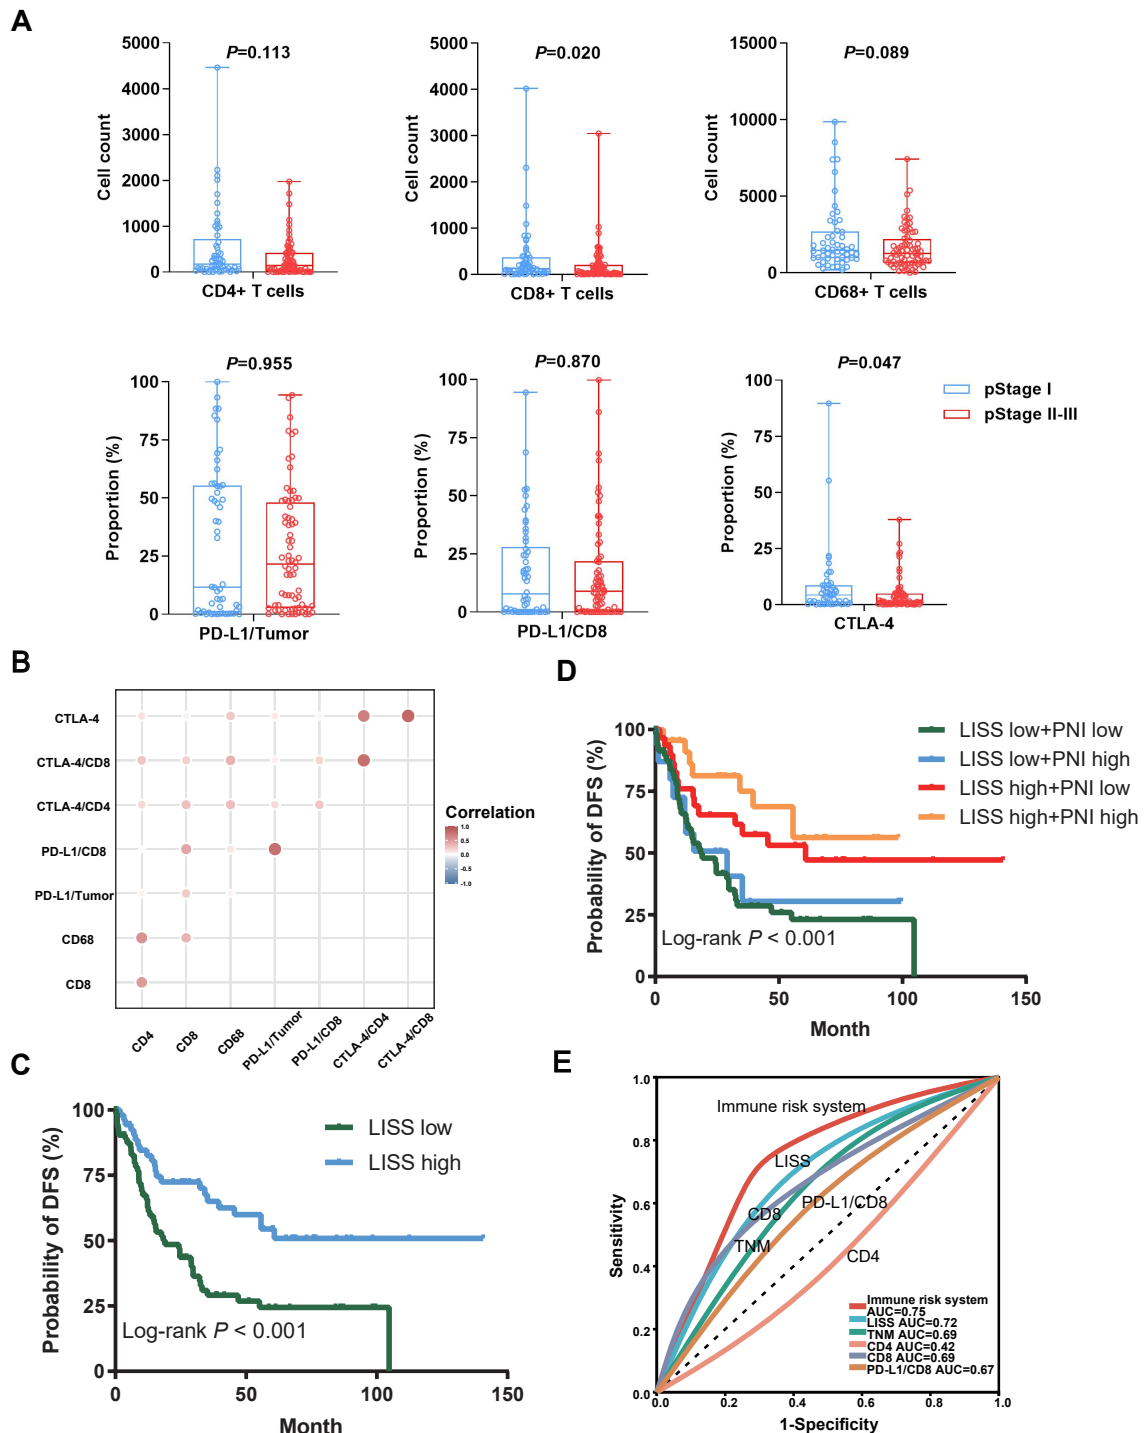 A
P=0.113
P=0.020
P=0.089
Cell count
5000
4000
3000
2000
1000
0
CD4+ T cells
Cell count
5000
4000
3000
2000
1000
0
CD8+ T cells
Cell count
15000
10000
5000
0
CD68+ T cells
P=0.955
P=0.870
P=0.047
Proportion (%)
100
75
50
25
0
PD-L1/Tumor
Proportion (%)
100
75
50
25
0
PD-L1/CD8
Proportion (%)
100
75
50
25
0
CTLA-4
pStage I
pStage II-III
B
CTLA-4
CTLA-4/CD8
CTLA-4/CD4
PD-L1/CD8
PD-L1/Tumor
CD68
CD8
CD4
CD8
CD68
PD-L1/Tumor
PD-L1/CD8
CTLA-4/CD4
CTLA-4/CD8
Correlation
1.0
0.5
0.0
-0.5
-1.0
D
Probability of DFS (%)
100
75
50
25
0
LISS low+PNI low
LISS low+PNI high
LISS high+PNI low
LISS high+PNI high
Log-rank P < 0.001
0
50
100
150
Month
C
Probability of DFS (%)
100
75
50
25
0
LISS low
LISS high
Log-rank P < 0.001
0
50
100
150
Month
E
Sensitivity
1.0
0.8
0.6
0.4
0.2
0.0
Immune risk system
LISS
PD-L1/CD8
CD8
TNM
CD4
Immune risk system
AUC=0.75
LISS AUC=0.72
TNM AUC=0.69
CD4 AUC=0.42
CD8 AUC=0.69
PD-L1/CD8 AUC=0.67
0.0
0.2
0.4
0.6
0.8
1.0
1-Specificity